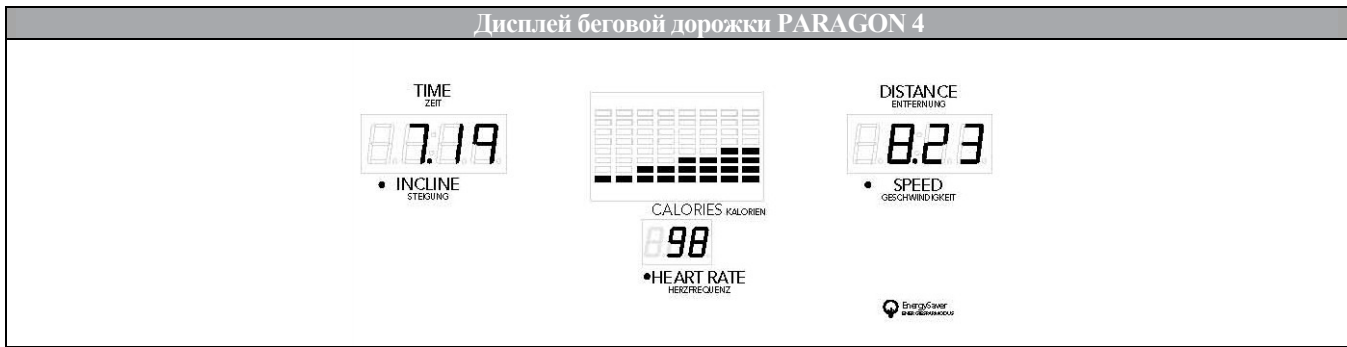 Дисплей беговой дорожки PARAGON 4
TIME
ZEIT
7.19
• INCLINE
STEIGUNG
CALORIES KALORIEN
98
•HEART RATE
HERZFREQUENZ
DISTANCE
ENTFERNUNG
8.23
• SPEED
GESCHWINDIGKEIT
EnergySaver
ENERGIESPARMODUS